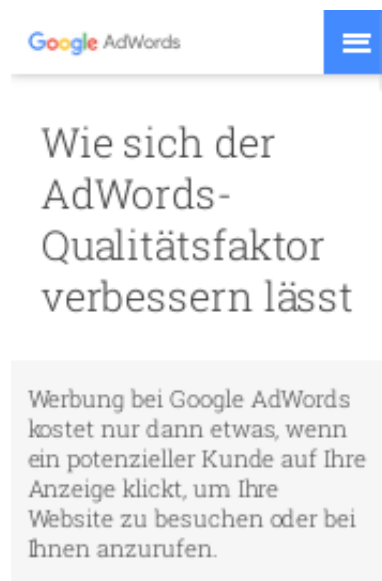 Google AdWords
Wie sich der
AdWords-
Qualitätsfaktor
verbessern lässt
Werbung bei Google AdWords
kostet nur dann etwas, wenn
ein potenzieller Kunde auf Ihre
Anzeige klickt, um Ihre
Website zu besuchen oder bei
Ihnen anzurufen.